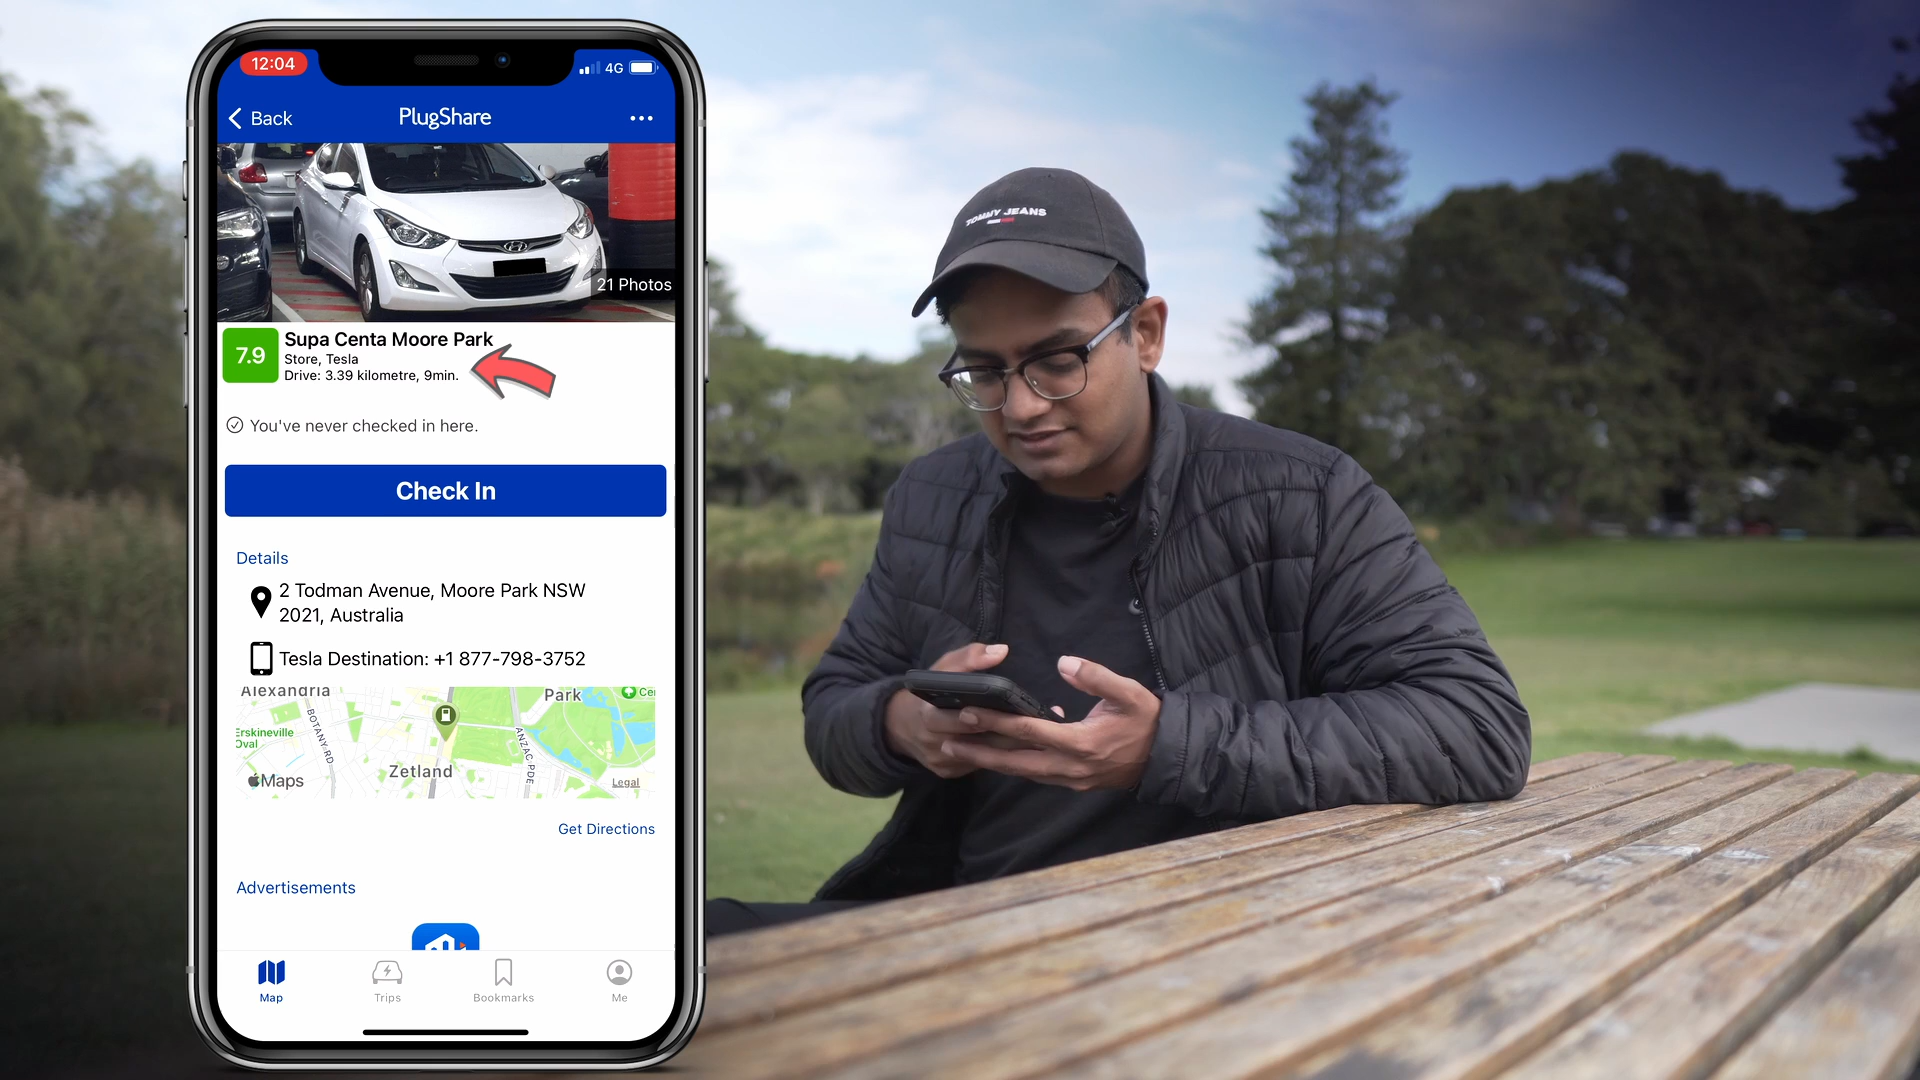 12:04
4G
Back
PlugShare
21 Photos
7.9
Supa Centa Moore Park
Store, Tesla
Drive: 3.39 kilometre, 9min.
You've never checked in here.
Check In
Details
2 Todman Avenue, Moore Park NSW
2021, Australia
Tesla Destination: +1 877-798-3752
Alexandria
Park
Cei
BOTANY RD
Erskineville
Oval
ANZAC PDE
Zetland
Maps
Legal
Get Directions
Advertisements
Map
Trips
Bookmarks
Me
TOMMY JEANS